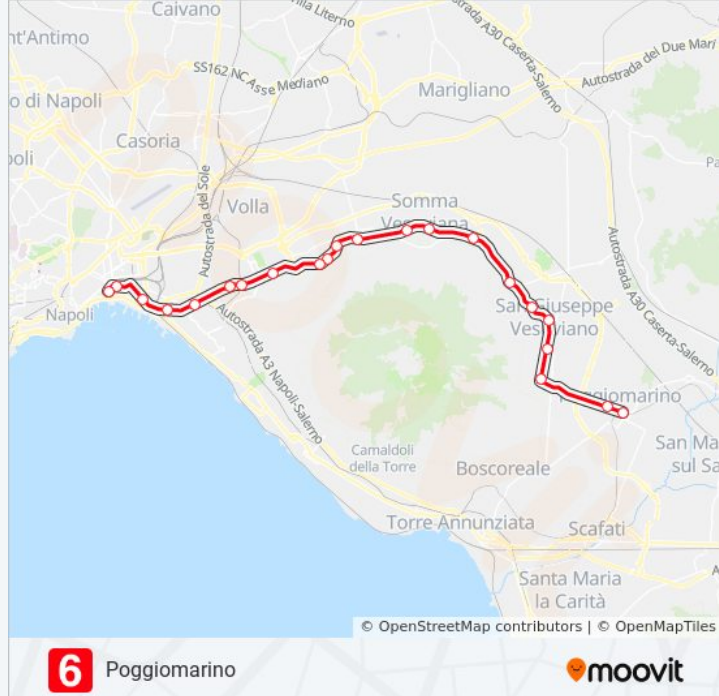 Caivano
nt'Antimo
SS162 NC Asse Mediano
Autostrada A30 Caserta-Salerno
Autostrada del Due Mari
Marigliano
o di Napoli
Casoria
poli
Pa
Autostrada del Sole
Volla
Somma
Vesuviana
Autostrada A30 Caserta-Salerno
Napoli
San Giuseppe
Vesuviano
Autostrada A3 Napoli-Salerno
Poggiomarino
Camaldoli
della Torre
Boscoreale
San Ma
sul Sa
Torre Annunziata
Scafati
Santa Maria
la Carità
A
© OpenStreetMap contributors | © OpenMapTiles
6 Poggiomarino
moovit